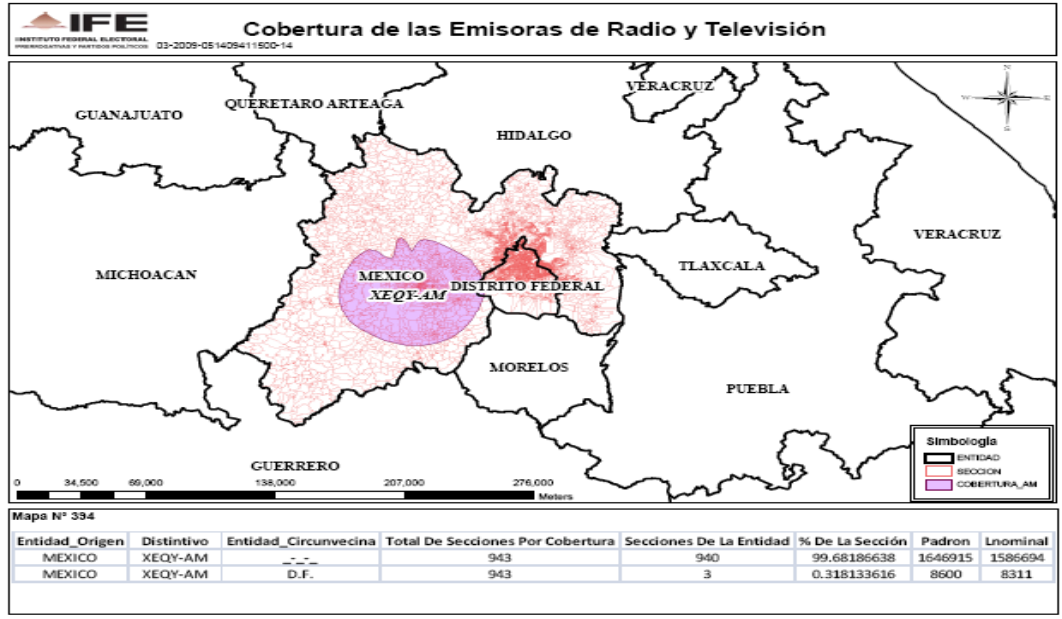 IFE
INSTITUTO FEDERAL ELECTORAL
PRERROGATIVAS Y PARTIDOS POLÍTICOS
03-2009-051409411500-14
Cobertura de las Emisoras de Radio y Televisión
GUANAJUATO
QUERETARO ARTEAGA
VERACRUZ
HIDALGO
N
W
E
S
VERACRUZ
MICHOACAN
MEXICO
XEQY-AM
DISTRITO FEDERAL
TLAXCALA
MORELOS
PUEBLA
GUERRERO
0 34,500 69,000 138,000 207,000 276,000
Meters
Simbología
ENTIDAD
SECCION
COBERTURA_AM
Mapa N° 394
Entidad_Origen Distintivo Entidad_Circunvecina Total De Secciones Por Cobertura Secciones De La Entidad % De La Sección Padron Lnominal
MEXICO XEQY-AM _-_-_ 943 940 99.68186638 1646915 1586694
MEXICO XEQY-AM D.F. 943 3 0.318133616 8600 8311